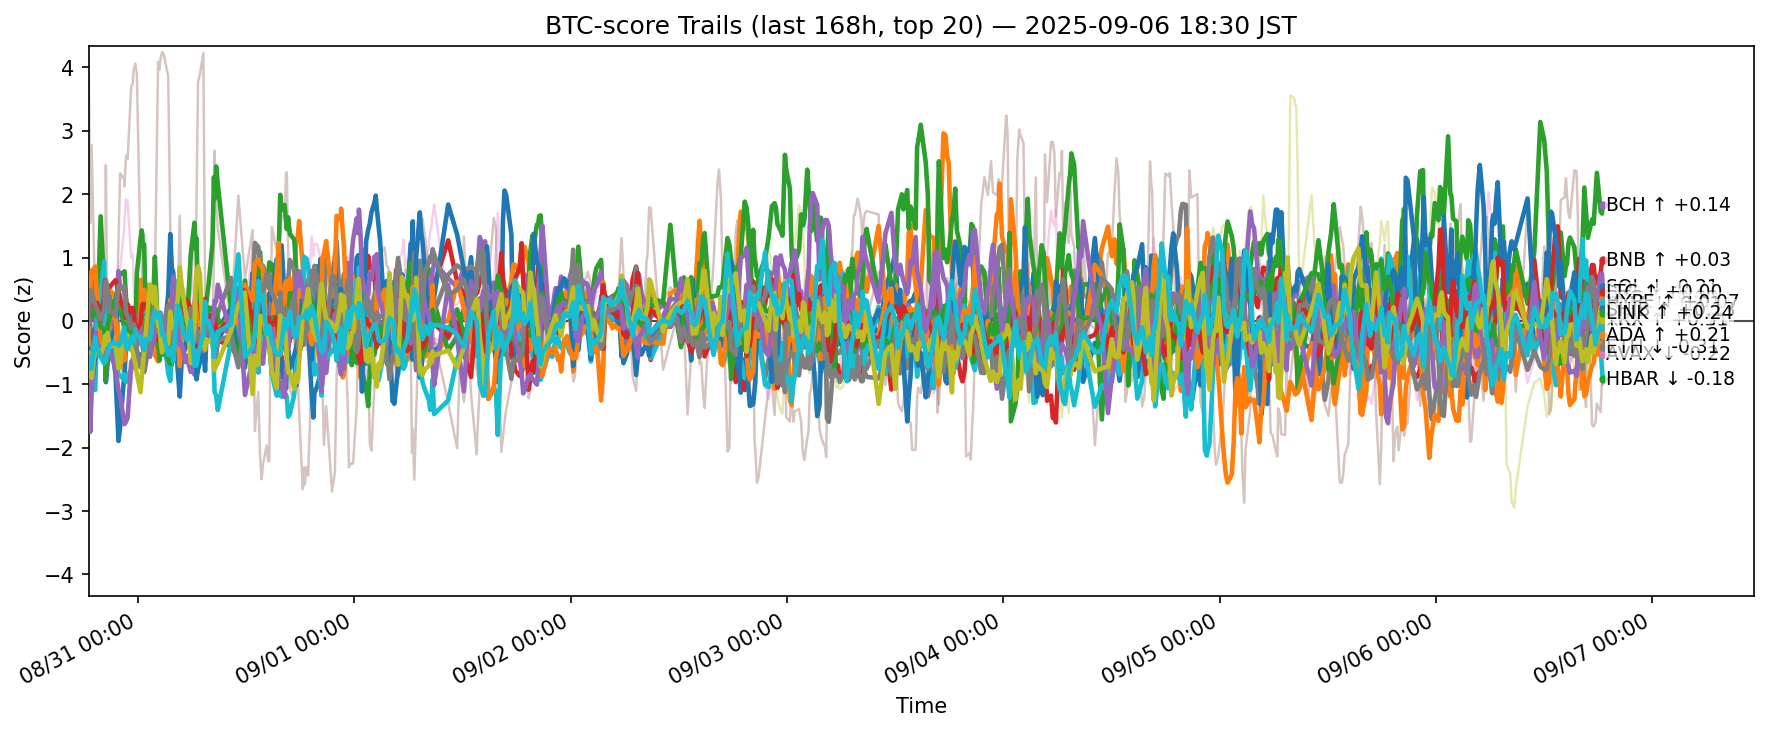 BTC-score Trails (last 168h, top 20) — 2025-09-06 18:30 JST
Score (z)
4
3
2
1
0
−1
−2
−3
−4
BCH ↑ +0.14
BNB ↑ +0.03
LINK ↑ +0.24
ADA ↑ +0.21
HBAR ↓ -0.18
08/31 00:00
09/01 00:00
09/02 00:00
09/03 00:00
09/04 00:00
09/05 00:00
09/06 00:00
09/07 00:00
Time